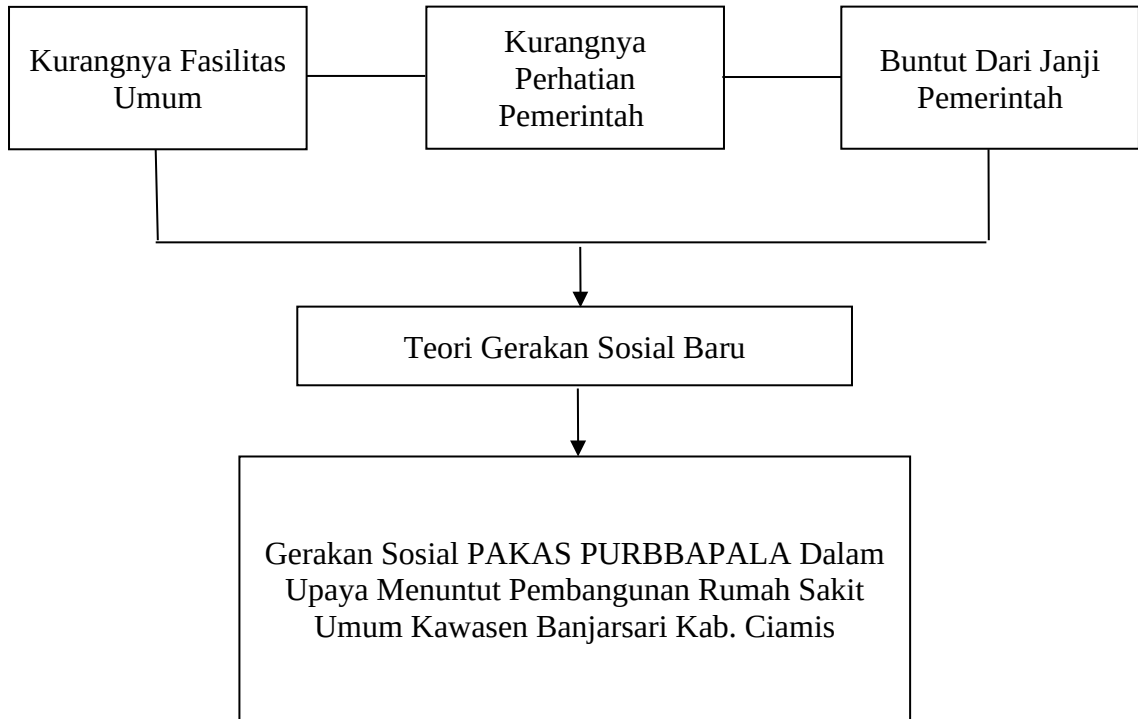 Kurangnya Fasilitas
Umum
Kurangnya
Perhatian
Pemerintah
Buntut Dari Janji
Pemerintah
Teori Gerakan Sosial Baru
Gerakan Sosial PAKAS PURBBAPALA Dalam
Upaya Menuntut Pembangunan Rumah Sakit
Umum Kawasen Banjarsari Kab. Ciamis